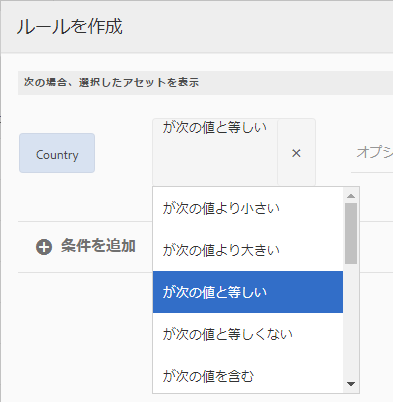 ルールを作成
次の場合、選択したアセットを表示
Country
が次の値と等しい
×
オプシ
が次の値より小さい
が次の値より大きい
が次の値と等しい
が次の値と等しくない
が次の値を含む
条件を追加